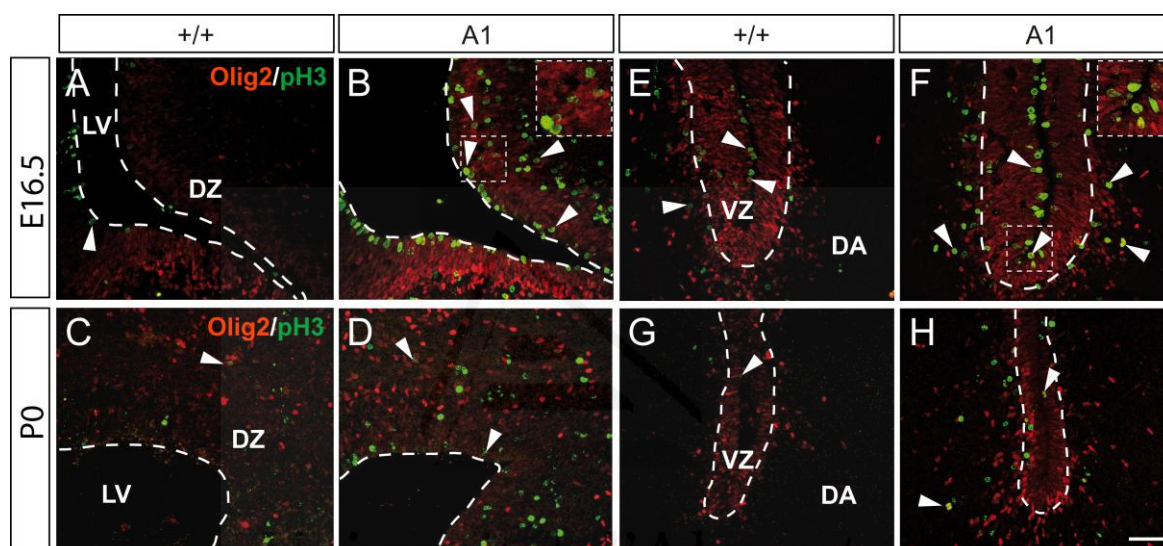 +/+ A1 +/+ A1
E16.5
A Olig2/pH3 B E F
LV
DZ VZ
DA
P0
C Olig2/pH3 D G H
DZ
LV VZ
DA